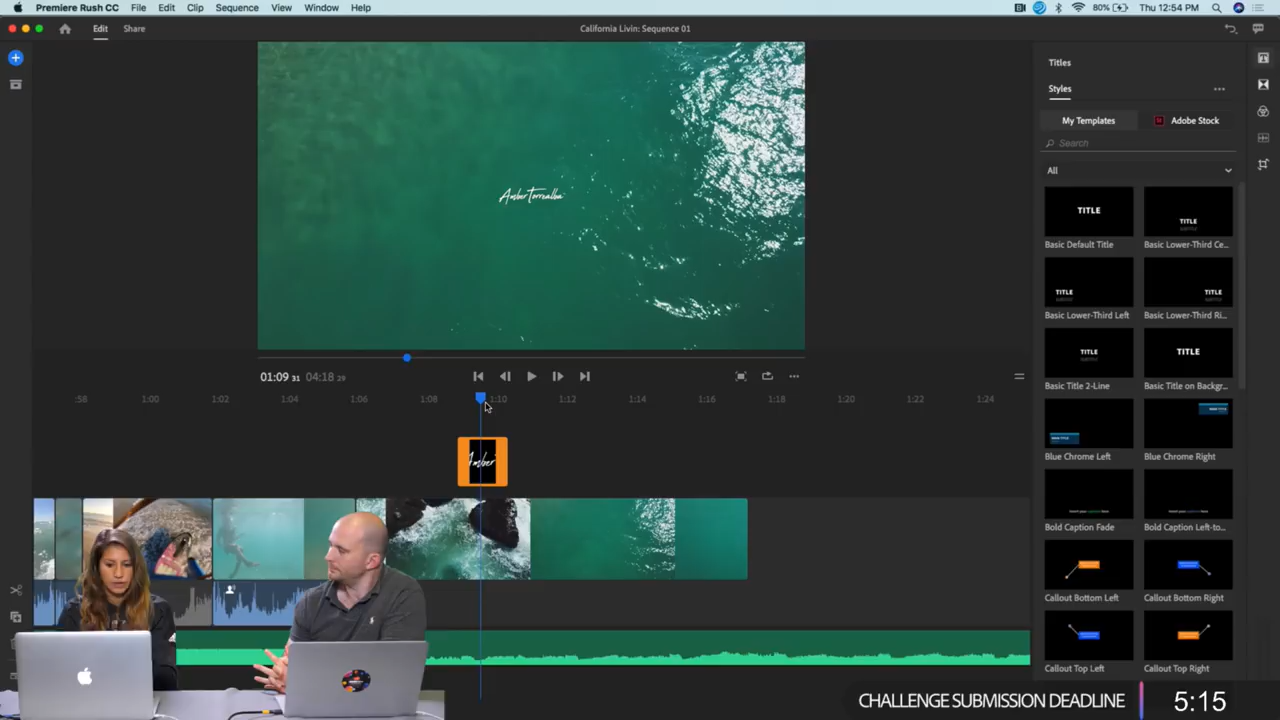 Premiere Rush CC File Edit Clip Sequence View Window Help
80% Thu 12:54 PM
Edit Share
California Livin: Sequence 01
Titles
Styles
My Templates
St Adobe Stock
Search
All
AmberTorrealba
TITLE
Basic Default Title
TITLE
Basic Lower-Third Ce...
TITLE
Basic Lower-Third Left
TITLE
Basic Lower-Third Ri...
TITLE
Basic Title 2-Line
TITLE
Basic Title on Backgr...
Blue Chrome Left
Blue Chrome Right
Bold Caption Fade
Bold Caption Left-to...
Callout Bottom Left
Callout Bottom Right
Callout Top Left
Callout Top Right
01:09 31 04:18 29
:58 1:00 1:02 1:04 1:06 1:08 1:10 1:12 1:14 1:16 1:18 1:20 1:22 1:24
Amber
CHALLENGE SUBMISSION DEADLINE
5:15